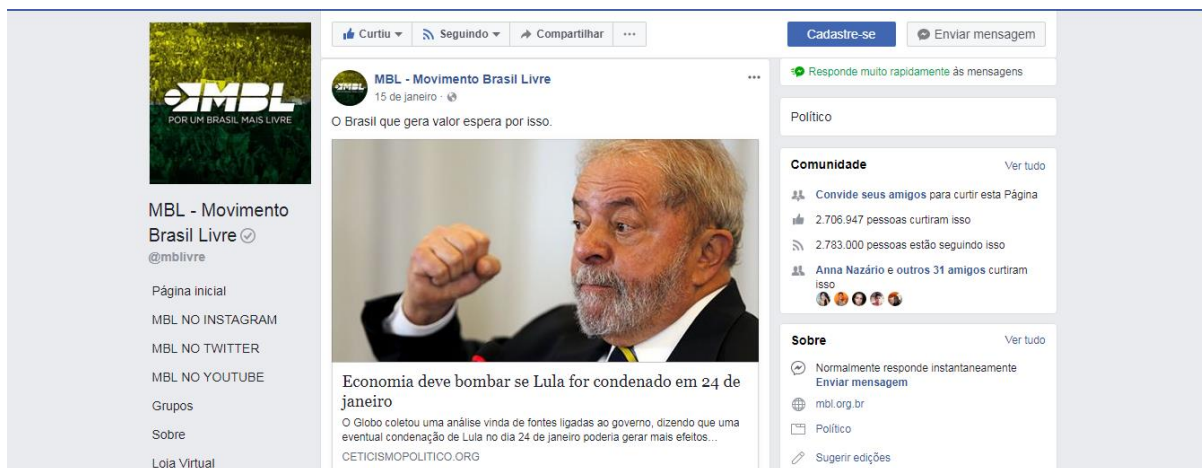 MBL
POR UM BRASIL MAIS LIVRE
MBL - Movimento
Brasil Livre
@mblivre
Página inicial
MBL NO INSTAGRAM
MBL NO TWITTER
MBL NO YOUTUBE
Grupos
Sobre
Loja Virtual
Curtiu Seguindo Compartilhar ...
MBL - Movimento Brasil Livre
15 de janeiro ·
O Brasil que gera valor espera por isso.
Economia deve bombar se Lula for condenado em 24 de
janeiro
O Globo coletou uma análise vinda de fontes ligadas ao governo, dizendo que uma
eventual condenação de Lula no dia 24 de janeiro poderia gerar mais efeitos...
CETICISMOPOLITICO.ORG
Cadastre-se Enviar mensagem
Responde muito rapidamente às mensagens
Político
Comunidade Ver tudo
Convide seus amigos para curtir esta Página
2.706.947 pessoas curtiram isso
2.783.000 pessoas estão seguindo isso
Anna Nazário e outros 31 amigos curtiram
isso
Sobre Ver tudo
Normalmente responde instantaneamente
Enviar mensagem
mbl.org.br
Político
Sugerir edições